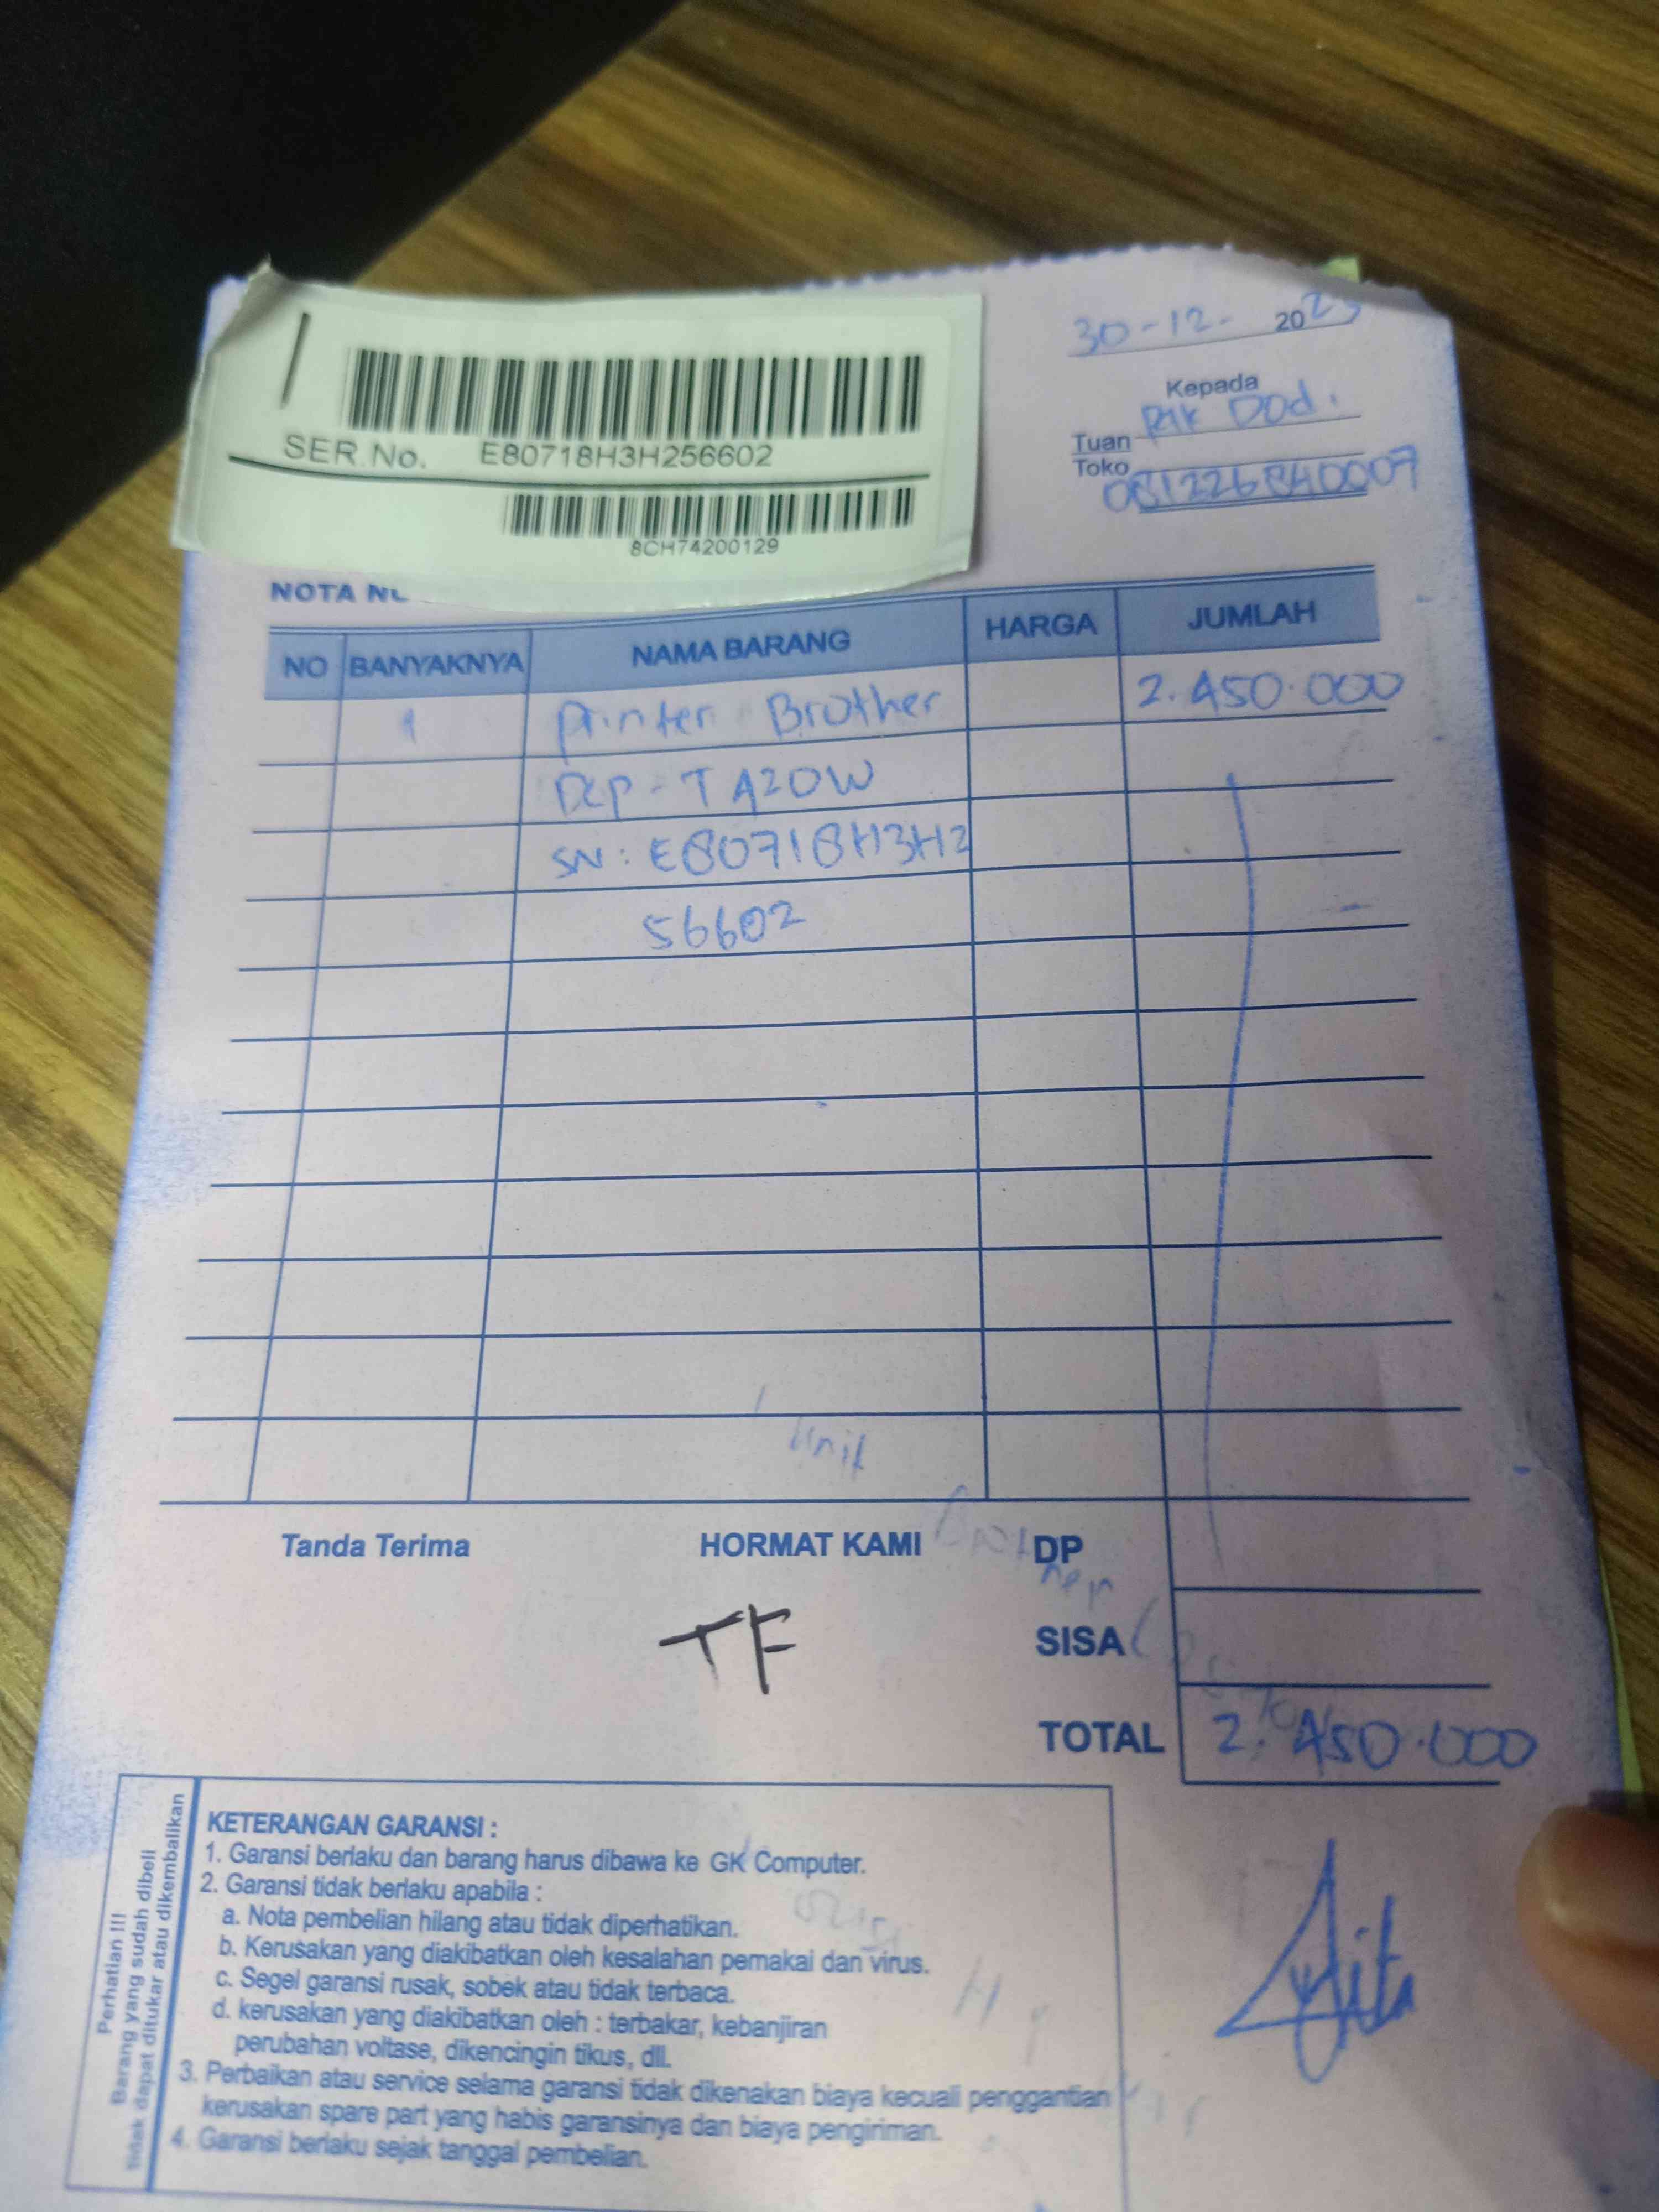 30-12- 2023
Kepada
Tuan Pak Dod.
Toko
081226840007
SER.No. E80718H3H256602
8CH74200129
NOTA
NO BANYAKNYA NAMA BARANG HARGA JUMLAH
1 Printer Brother 2.450.000
DCP-T420W
SN: E80718H3H2
56602
unit
Tanda Terima HORMAT KAMI DP
TF
SISA
TOTAL 2.450.000
Perhatian !!!
Barang yang sudah dibeli
tidak dapat ditukar atau dikembalikan
KETERANGAN GARANSI :
1. Garansi berlaku dan barang harus dibawa ke GK Computer.
2. Garansi tidak berlaku apabila :
a. Nota pembelian hilang atau tidak diperhatikan.
b. Kerusakan yang diakibatkan oleh kesalahan pemakai dan virus.
c. Segel garansi rusak, sobek atau tidak terbaca.
d. kerusakan yang diakibatkan oleh : terbakar, kebanjiran
perubahan voltase, dikencingin tikus, dll.
3. Perbaikan atau service selama garansi tidak dikenakan biaya kecuali penggantian
kerusakan spare part yang habis garansinya dan biaya pengiriman.
4. Garansi berlaku sejak tanggal pembelian.